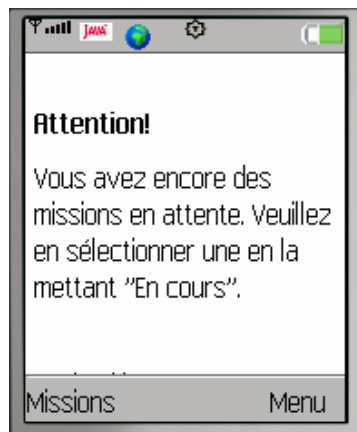 JAVA
Attention!
Vous avez encore des
missions en attente. Veuillez
en sélectionner une en la
mettant "En cours".
Missions Menu